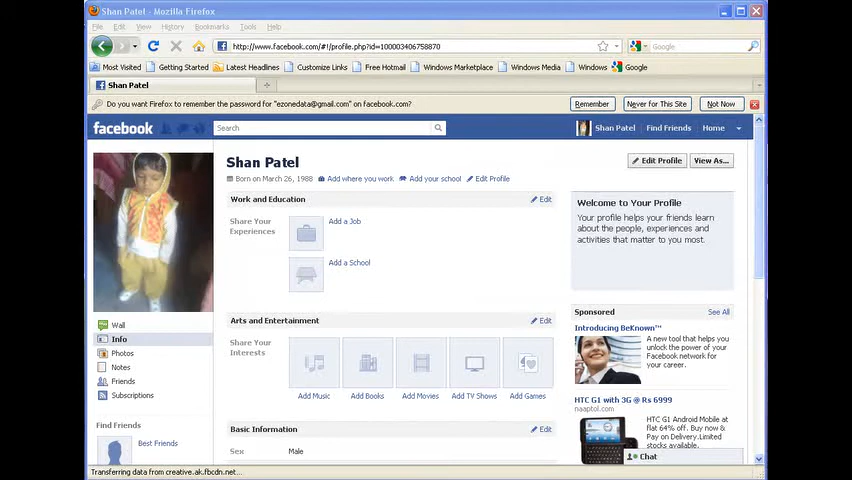 Shan Patel - Mozilla Firefox
File Edit View History Bookmarks Tools Help
http://www.facebook.com/#!/profile.php?id=100003406758870
Google
Most Visited Getting Started Latest Headlines Customize Links Free Hotmail Windows Marketplace Windows Media Windows Google
Shan Patel
Do you want Firefox to remember the password for "ezonedata@gmail.com" on facebook.com?
Remember Never for This Site Not Now
facebook Search Shan Patel Find Friends Home
Shan Patel
Edit Profile View As...
Born on March 26, 1988 Add where you work Add your school Edit Profile
Work and Education Edit
Share Your Experiences
Add a Job
Add a School
Arts and Entertainment Edit
Share Your Interests
Add Music Add Books Add Movies Add TV Shows Add Games
Basic Information Edit
Sex Male
Wall
Info
Photos
Notes
Friends
Subscriptions
Find Friends
Best Friends
Welcome to Your Profile
Your profile helps your friends learn
about the people, experiences and
activities that matter to you most.
Sponsored See All
Introducing BeKnown™
A new tool that helps you
unlock the power of your
Facebook network for
your career.
HTC G1 with 3G @ Rs 6999
naaptol.com
HTC G1 Android Mobile at
flat 64% off. Buy now &
Pay on Delivery.Limited
stocks available.
Chat
Transferring data from creative.ak.fbcdn.net...